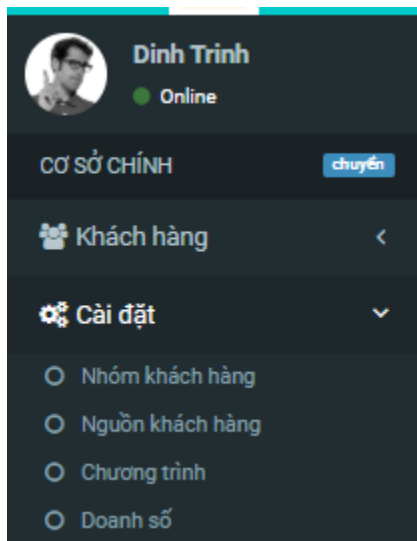 Dinh Trinh
Online
CƠ SỞ CHÍNH chuyển
Khách hàng
Cài đặt
Nhóm khách hàng
Nguồn khách hàng
Chương trình
Doanh số